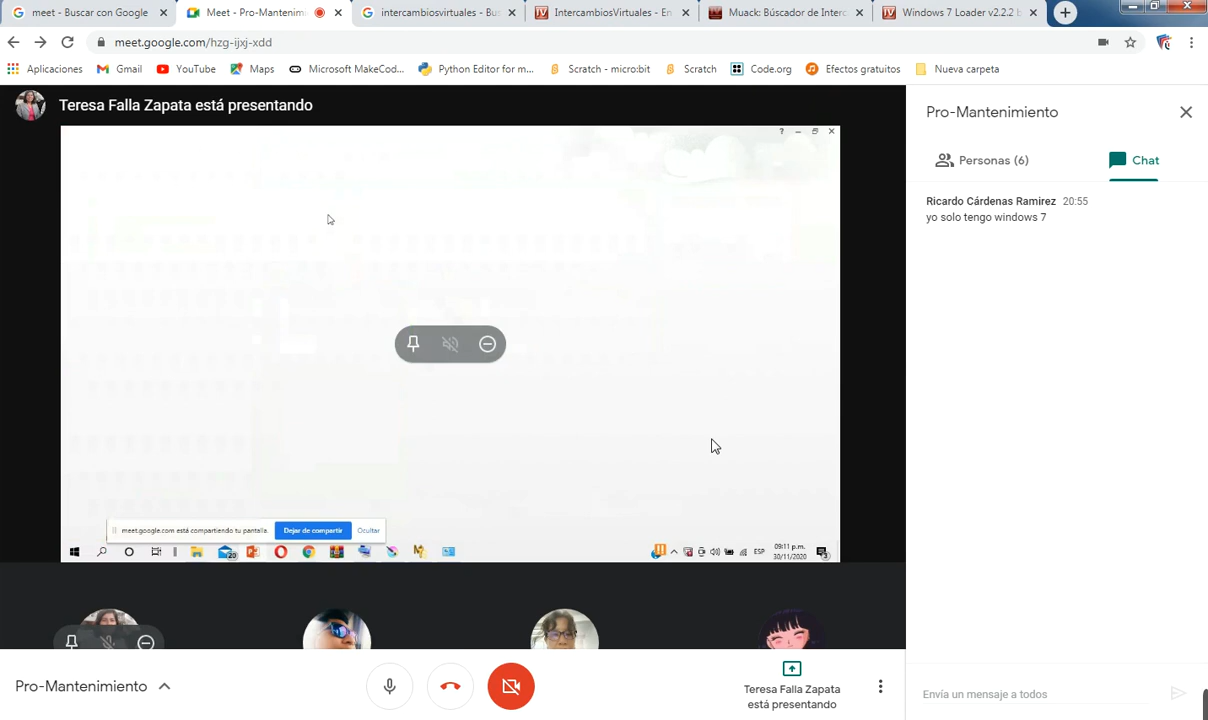 meet - Buscar con Google
Meet - Pro-Mantenim
intercambiosvirtuales - Bu
IntercambiosVirtuales - En
Muack: Búscador de Interc
Windows 7 Loader v2.2.2 b
meet.google.com/hzg-ijxj-xdd
Aplicaciones
Gmail
YouTube
Maps
Microsoft MakeCod...
Python Editor for m...
Scratch - micro:bit
Scratch
Code.org
Efectos gratuitos
Nueva carpeta
Teresa Falla Zapata está presentando
Pro-Mantenimiento
Personas (6)
Chat
Ricardo Cárdenas Ramirez 20:55
yo solo tengo windows 7
meet.google.com está compartiendo tu pantalla.
Dejar de compartir
Ocultar
20
ESP
09:11 p.m.
30/11/2020
3
Pro-Mantenimiento
Teresa Falla Zapata
está presentando
Envía un mensaje a todos